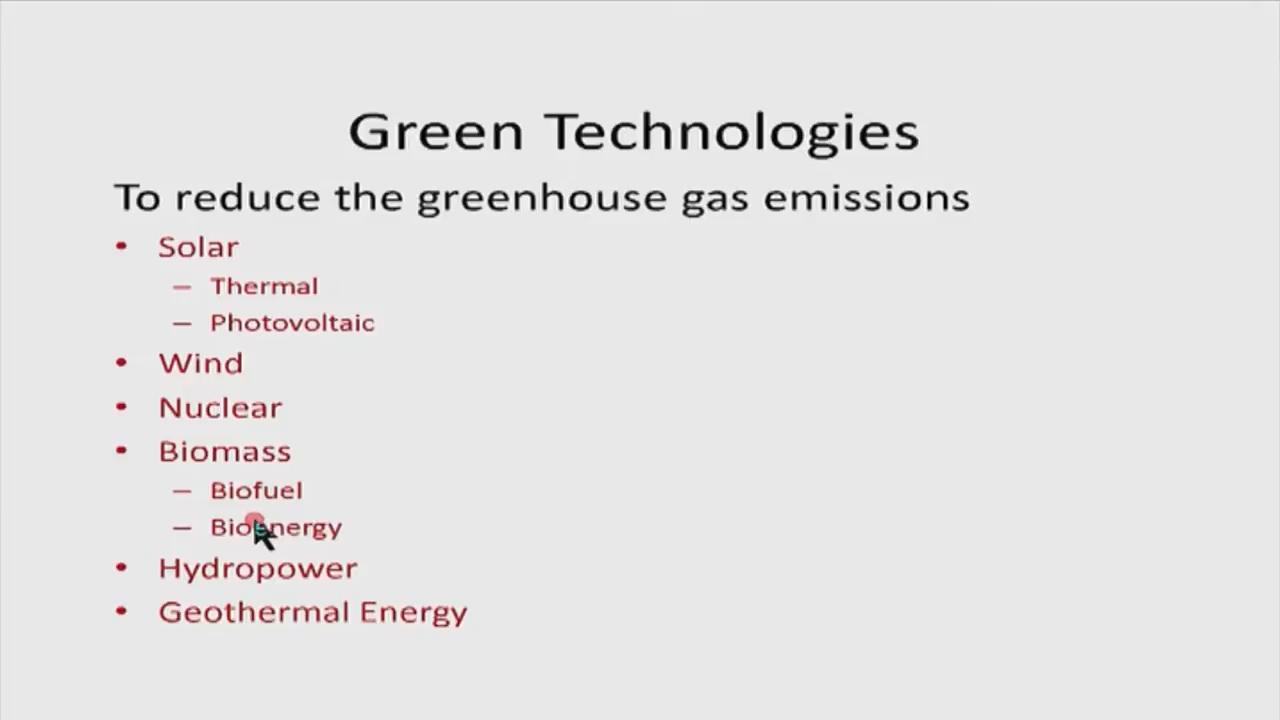 Green Technologies
To reduce the greenhouse gas emissions
• Solar
– Thermal
– Photovoltaic
• Wind
• Nuclear
• Biomass
– Biofuel
– Bioenergy
• Hydropower
• Geothermal Energy